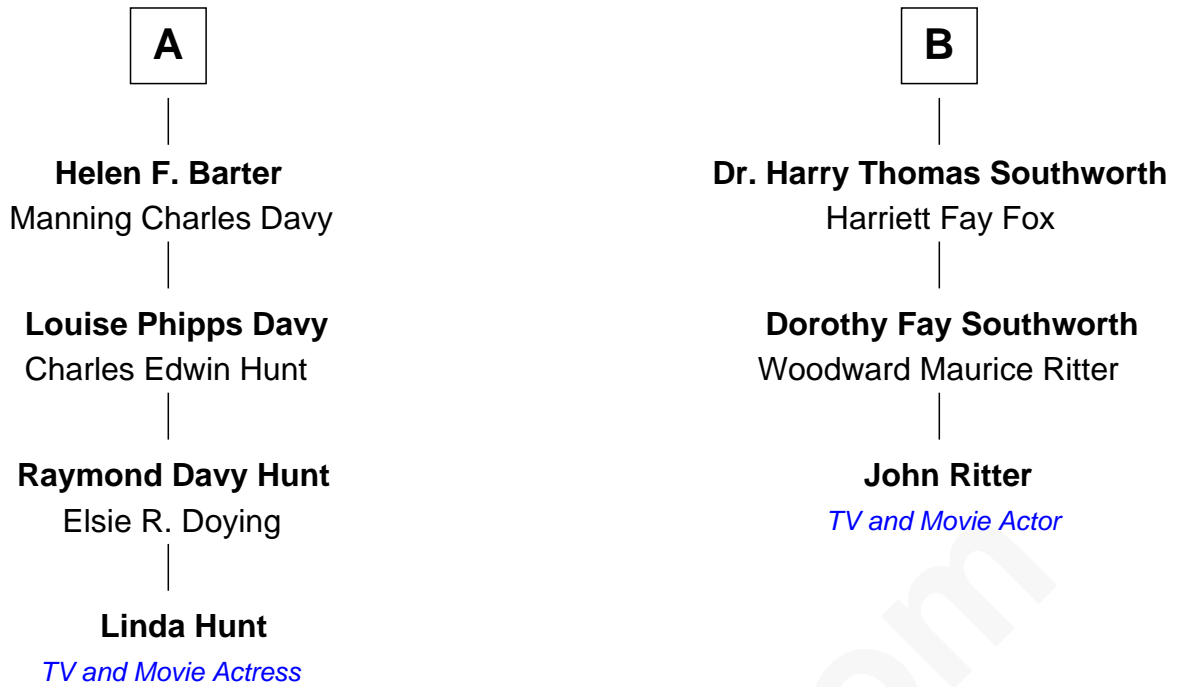 A
Helen F. Barter
Manning Charles Davy
Louise Phipps Davy
Charles Edwin Hunt
Raymond Davy Hunt
Elsie R. Doying
Linda Hunt
TV and Movie Actress
B
Dr. Harry Thomas Southworth
Harriett Fay Fox
Dorothy Fay Southworth
Woodward Maurice Ritter
John Ritter
TV and Movie Actor
om